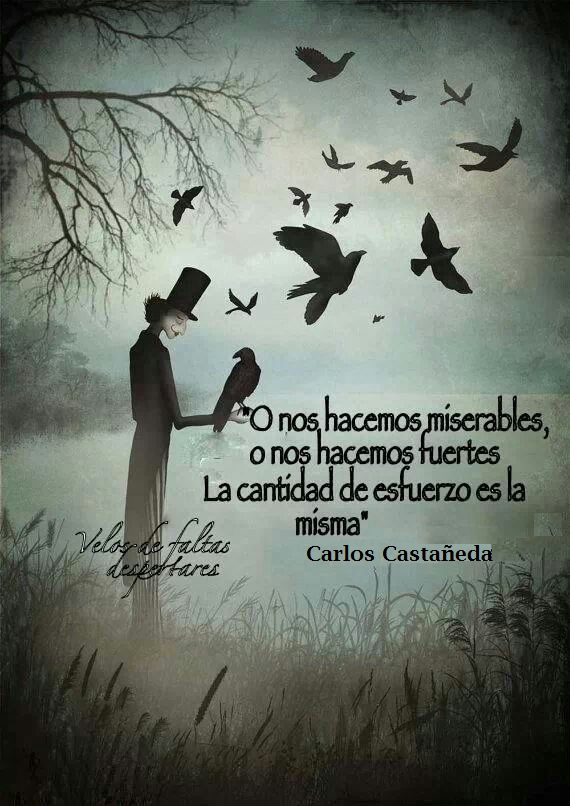 "O nos hacemos miserables,
o nos hacemos fuertes
La cantidad de esfuerzo es la
misma"
Carlos Castañeda
Velos de faltas
despertares